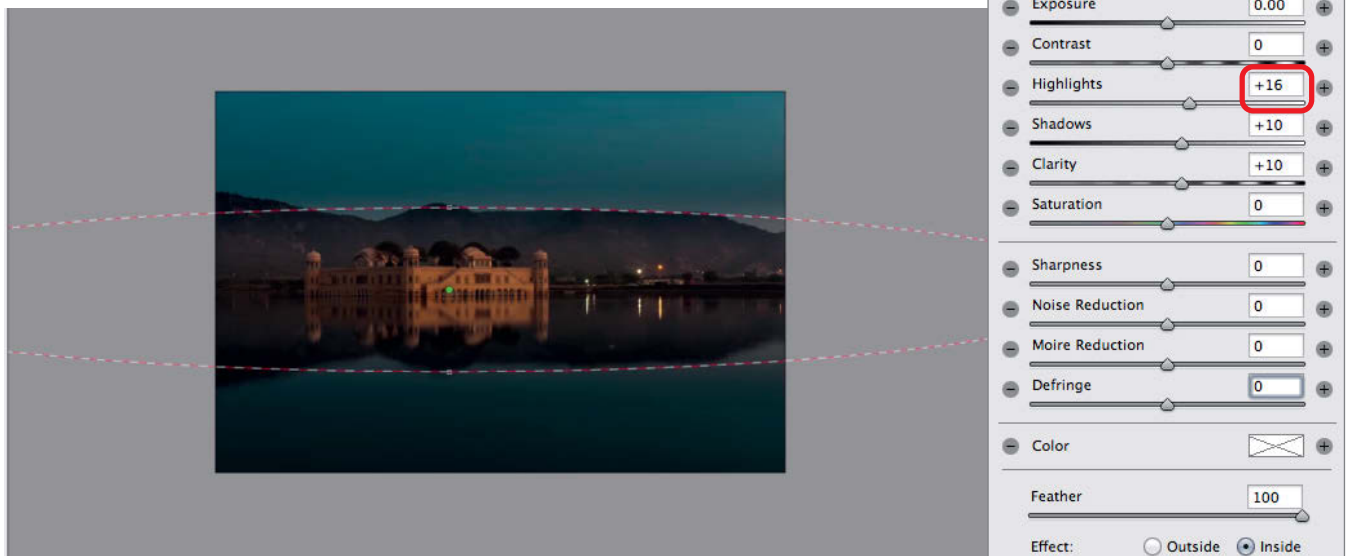 Exposure 0.00
Contrast 0
Highlights +16
Shadows +10
Clarity +10
Saturation 0
Sharpness 0
Noise Reduction 0
Moire Reduction 0
Defringe 0
Color
Feather 100
Effect: Outside Inside